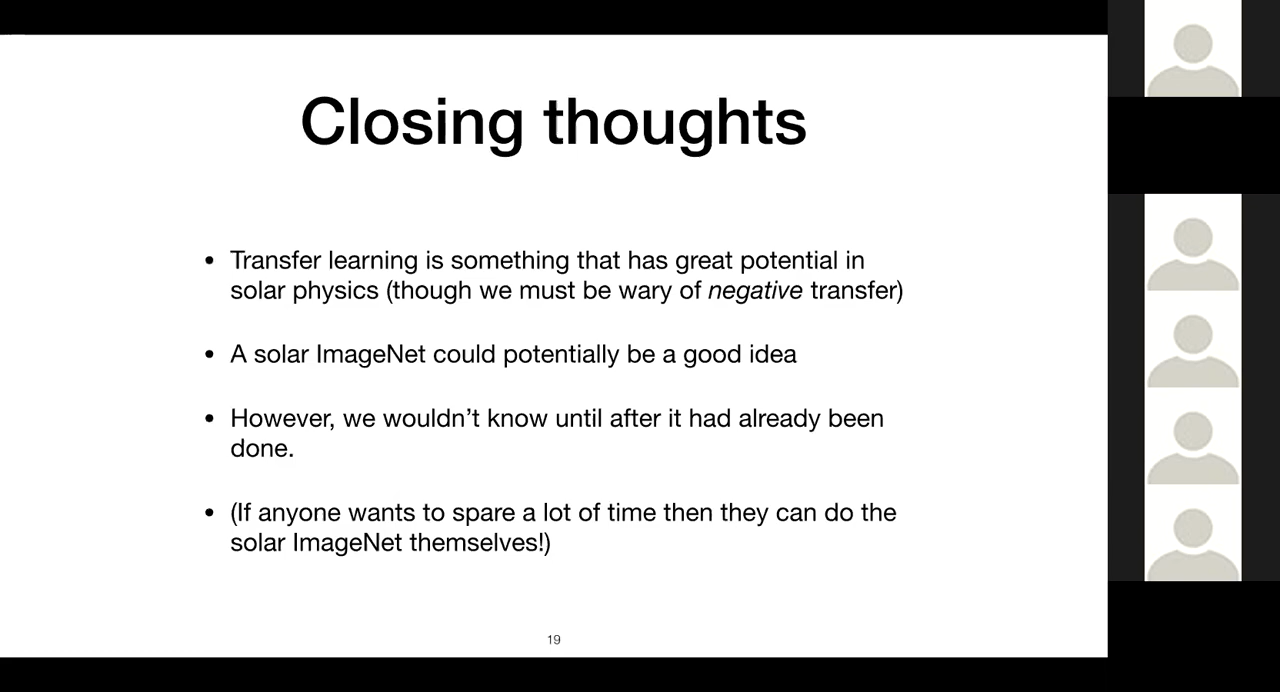 Closing thoughts
• Transfer learning is something that has great potential in
solar physics (though we must be wary of negative transfer)
• A solar ImageNet could potentially be a good idea
• However, we wouldn’t know until after it had already been
done.
• (If anyone wants to spare a lot of time then they can do the
solar ImageNet themselves!)
19